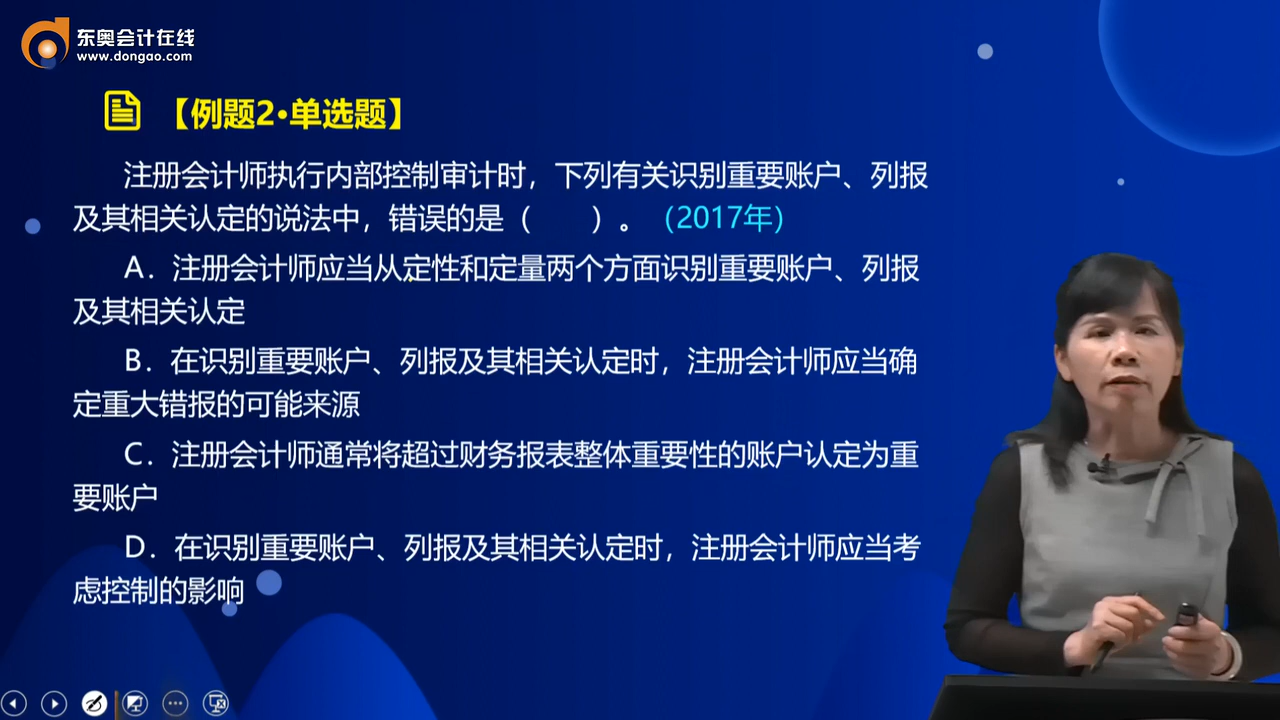 东奥会计在线
www.dongao.com
【例题2•单选题】
注册会计师执行内部控制审计时，下列有关识别重要账户、列报
及其相关认定的说法中，错误的是（　　）。（2017年）
A．注册会计师应当从定性和定量两个方面识别重要账户、列报
及其相关认定
B．在识别重要账户、列报及其相关认定时，注册会计师应当确
定重大错报的可能来源
C．注册会计师通常将超过财务报表整体重要性的账户认定为重
要账户
D．在识别重要账户、列报及其相关认定时，注册会计师应当考
虑控制的影响